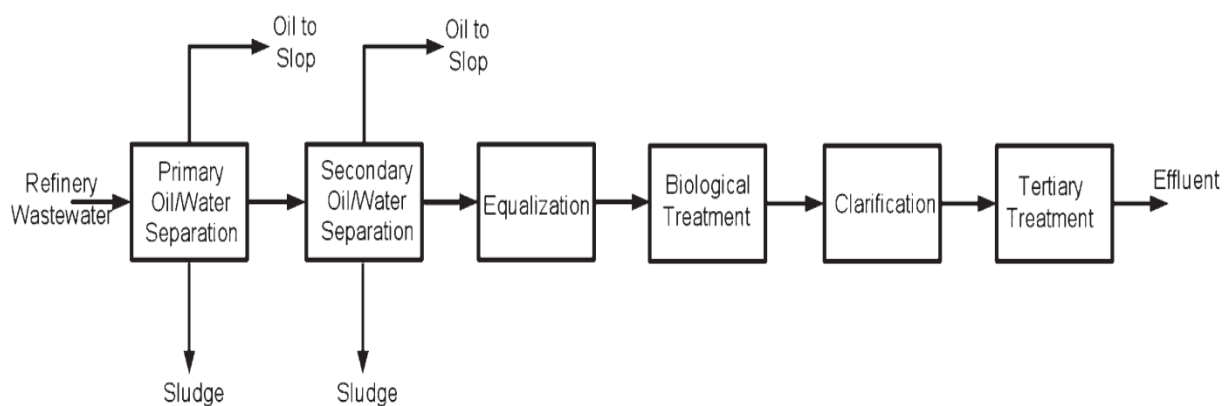 Oil to
Slop
Oil to
Slop
Refinery
Wastewater
Primary
Oil/Water
Separation
Secondary
Oil/Water
Separation
Equalization
Biological
Treatment
Clarification
Tertiary
Treatment
Effluent
Sludge
Sludge